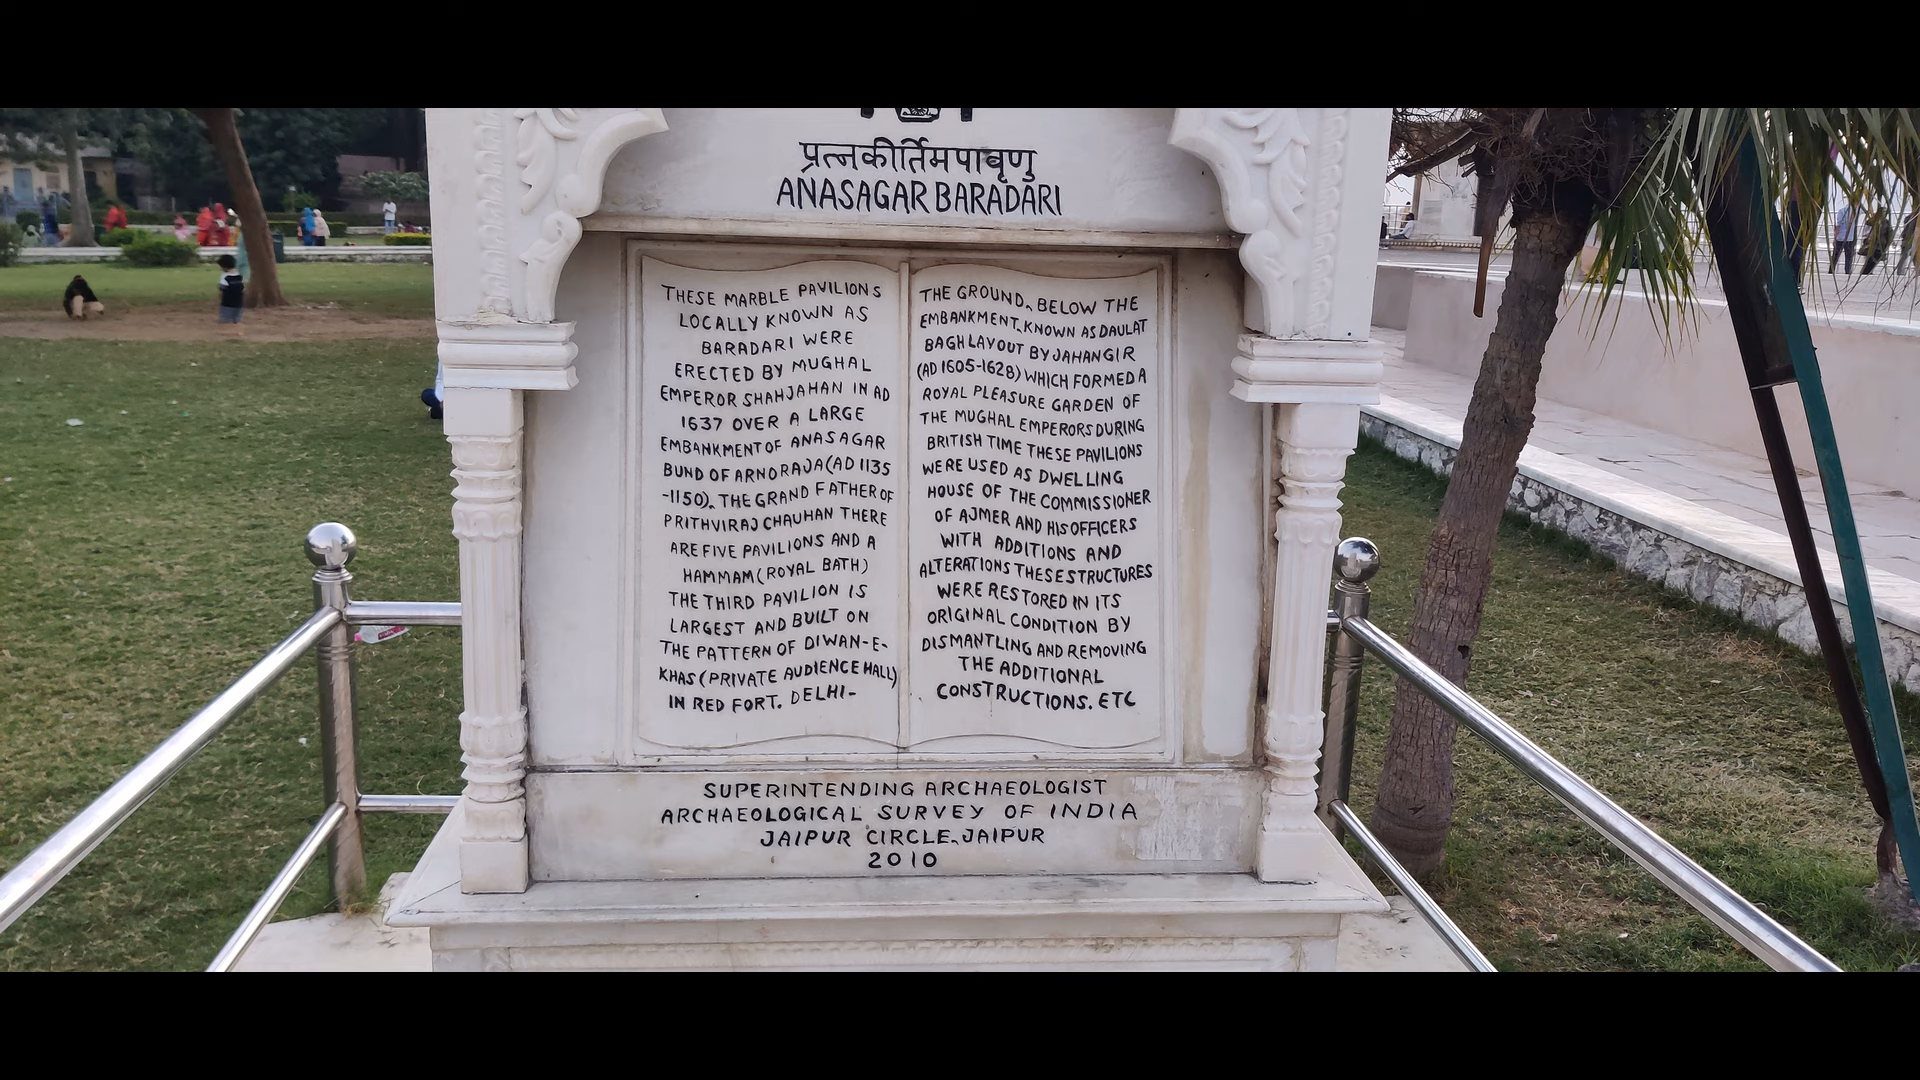 प्रत्नकीर्तिमपावृणु
ANASAGAR BARADARI
THESE MARBLE PAVILIONS
LOCALLY KNOWN AS
BARADARI WERE
ERECTED BY MUGHAL
EMPEROR SHAHJAHAN IN AD
1637 OVER A LARGE
EMBANKMENT OF ANASAGAR
BUND OF ARNORAJA (AD 1135
-1150). THE GRAND FATHER OF
PRITHVIRAJ CHAUHAN THERE
ARE FIVE PAVILIONS AND A
HAMMAM (ROYAL BATH)
THE THIRD PAVILION IS
LARGEST AND BUILT ON
THE PATTERN OF DIWAN-E-
KHAS (PRIVATE AUDIENCE HALL)
IN RED FORT. DELHI-
THE GROUND. BELOW THE
EMBANKMENT. KNOWN AS DAULAT
BAGH LAYOUT BY JAHANGIR
(AD 1605-1628) WHICH FORMED A
ROYAL PLEASURE GARDEN OF
THE MUGHAL EMPERORS DURING
BRITISH TIME THESE PAVILIONS
WERE USED AS DWELLING
HOUSE OF THE COMMISSIONER
OF AJMER AND HIS OFFICERS
WITH ADDITIONS AND
ALTERATIONS THESE STRUCTURES
WERE RESTORED IN ITS
ORIGINAL CONDITION BY
DISMANTLING AND REMOVING
THE ADDITIONAL
CONSTRUCTIONS. ETC
SUPERINTENDING ARCHAEOLOGIST
ARCHAEOLOGICAL SURVEY OF INDIA
JAIPUR CIRCLE. JAIPUR
2010